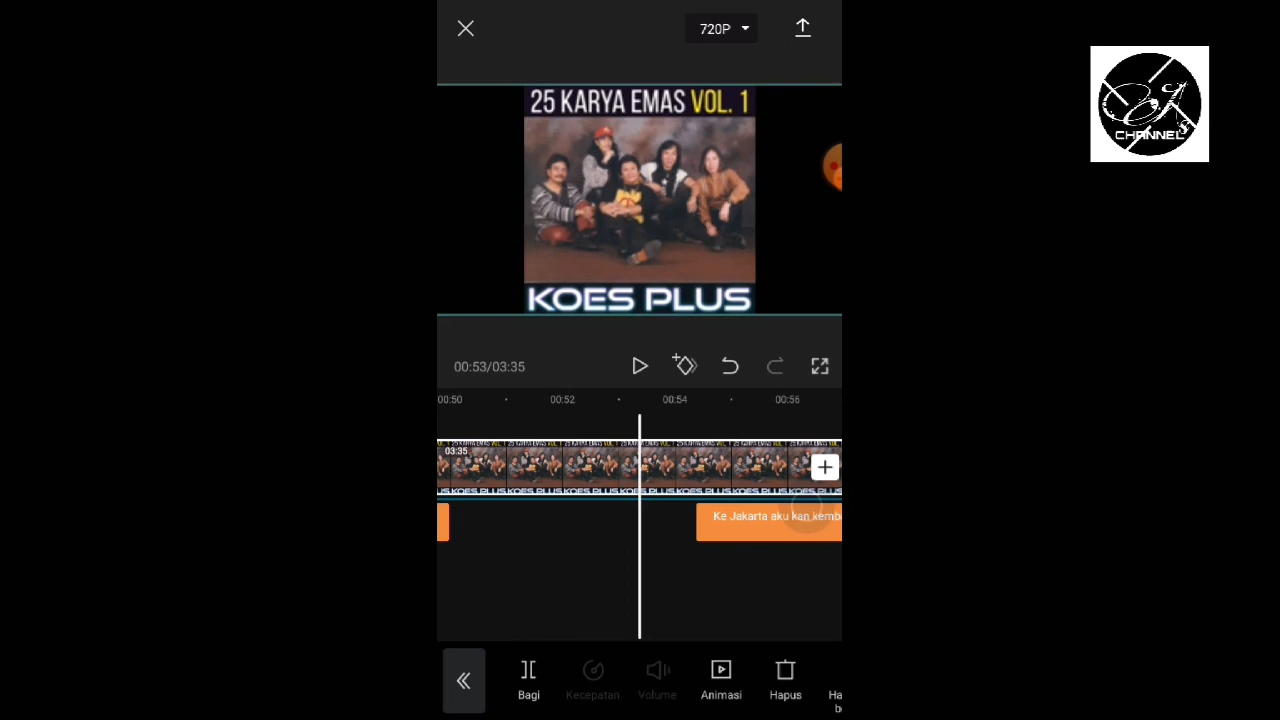 720P
CHANNEL
25 KARYA EMAS VOL. 1
KOES PLUS
00:53/03:35
00:50 00:52 00:54 00:56
03:35
Ke Jakarta aku kan kemb
Bagi Kecepatan Volume Animasi Hapus Ha
b